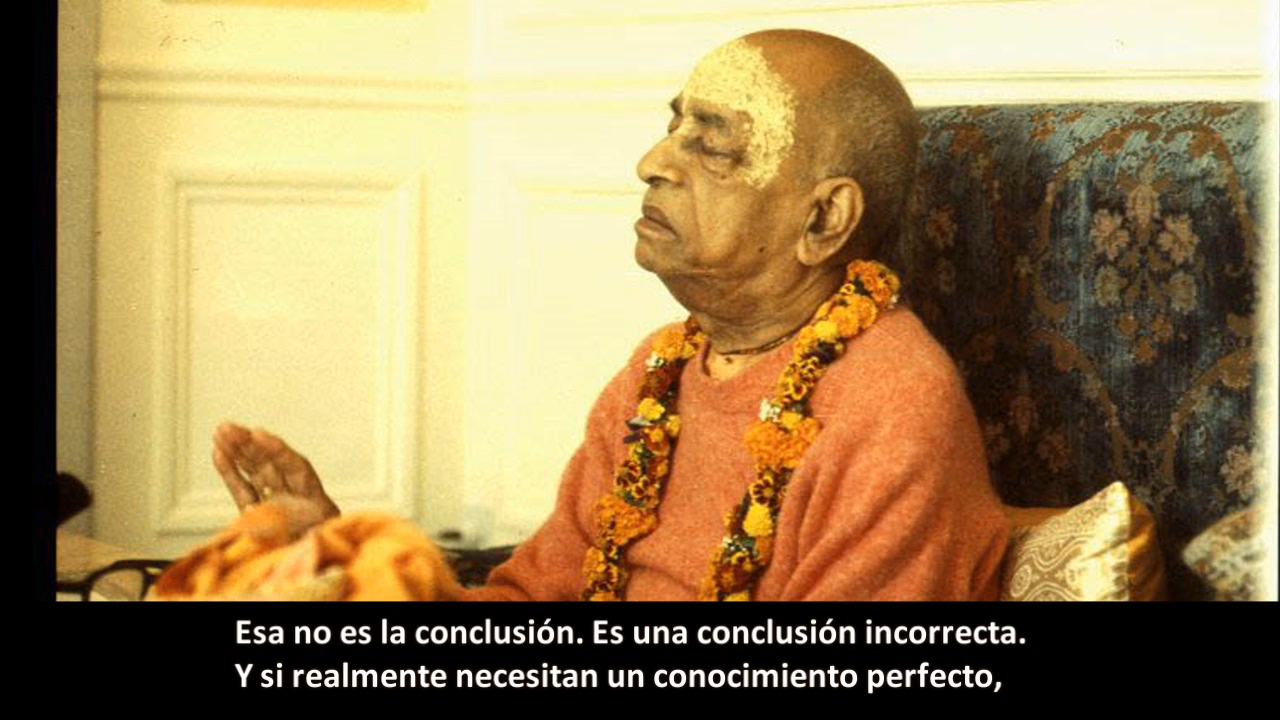 Esa no es la conclusión. Es una conclusión incorrecta.
Y si realmente necesitan un conocimiento perfecto,